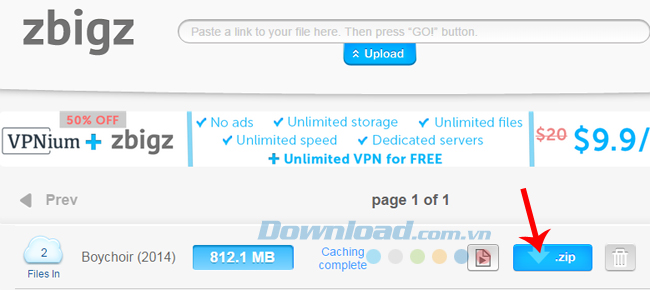 zbigz
Paste a link to your file here. Then press "GO!" button.
Upload
50% OFF
VPNium + zbigz
No ads Unlimited storage Unlimited files
Unlimited speed Dedicated servers
+ Unlimited VPN for FREE
$20 $9.9/
Prev page 1 of 1
Download.com.vn
2
Files In
Boychoir (2014)
812.1 MB
Caching
complete
.zip